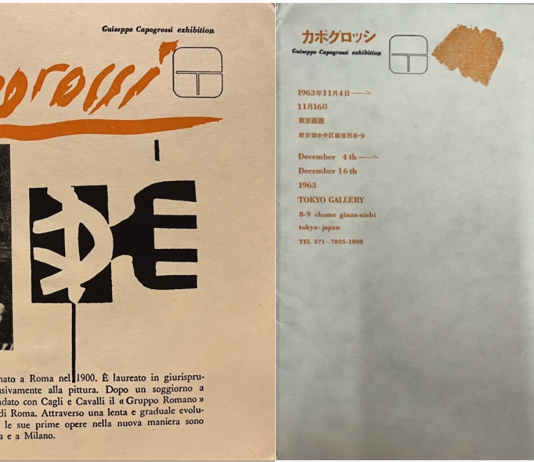 Guiseppe Capogrossi exhibition
ogrossi
nato a Roma nel 1900. È laureato in giurispru-
usivamente alla pittura. Dopo un soggiorno a
ndato con Cagli e Cavalli il « Gruppo Romano »
di Roma. Attraverso una lenta e graduale evolu-
le sue prime opere nella nuova maniera sono
a e a Milano.
カポグロッシ
Guiseppe Capogrossi exhibition
1963年11月4日
11月16日
東京画廊
東京都中央区銀座西8-9
December 4th
December 16th
1963
TOKYO GALLERY
8-9 chome ginza-nishi
tokyo-japan
TEL 571-7825-1808